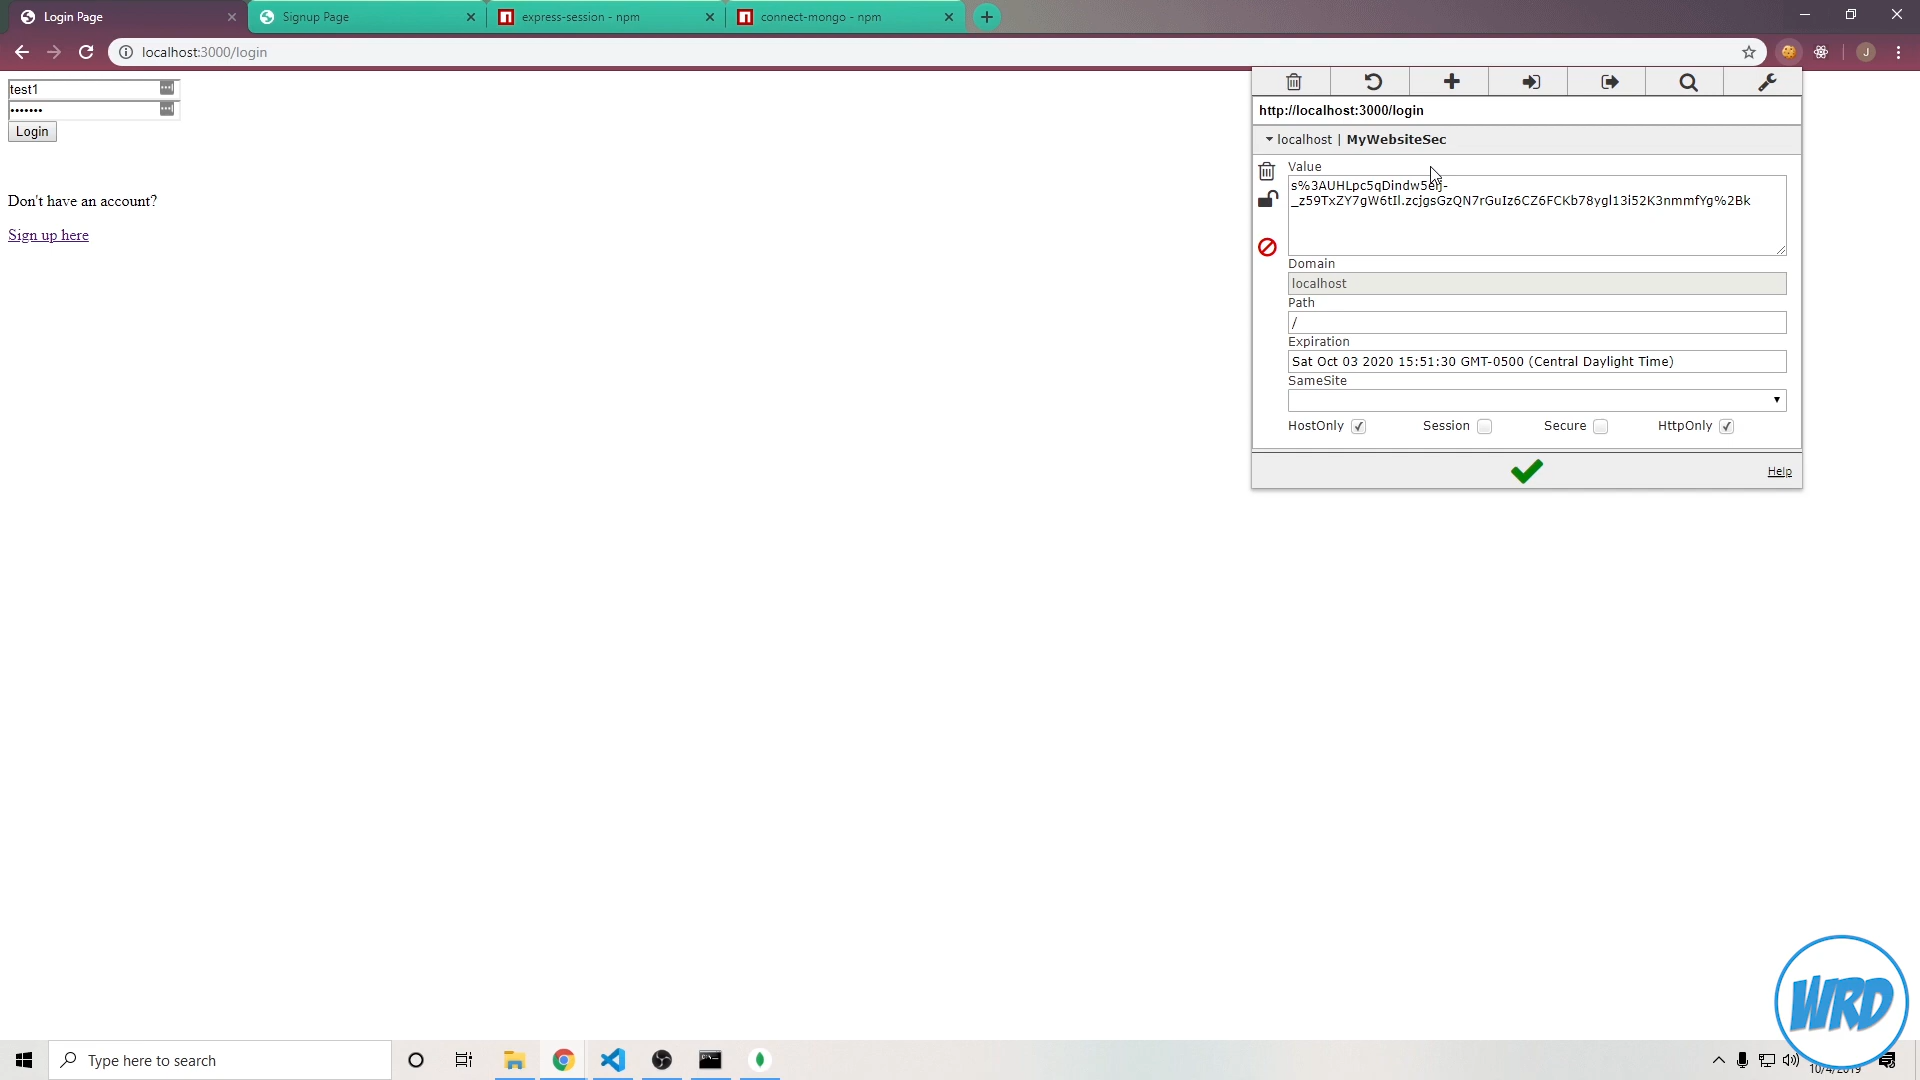 Login Page
Signup Page
express-session - npm
connect-mongo - npm
localhost:3000/login
J
test1
•••••••
Login
Don't have an account?
Sign up here
http://localhost:3000/login
localhost | MyWebsiteSec
Value
_z59TxZY7gW6tIl.zcjgsGzQN7rGuIz6CZ6FCKb78ygl13i52K3nmmfYg%2Bk
Domain
localhost
Path
/
Expiration
Sat Oct 03 2020 15:51:30 GMT-0500 (Central Daylight Time)
SameSite
HostOnly Session Secure HttpOnly
Help
WRD
Type here to search
10/4/2019